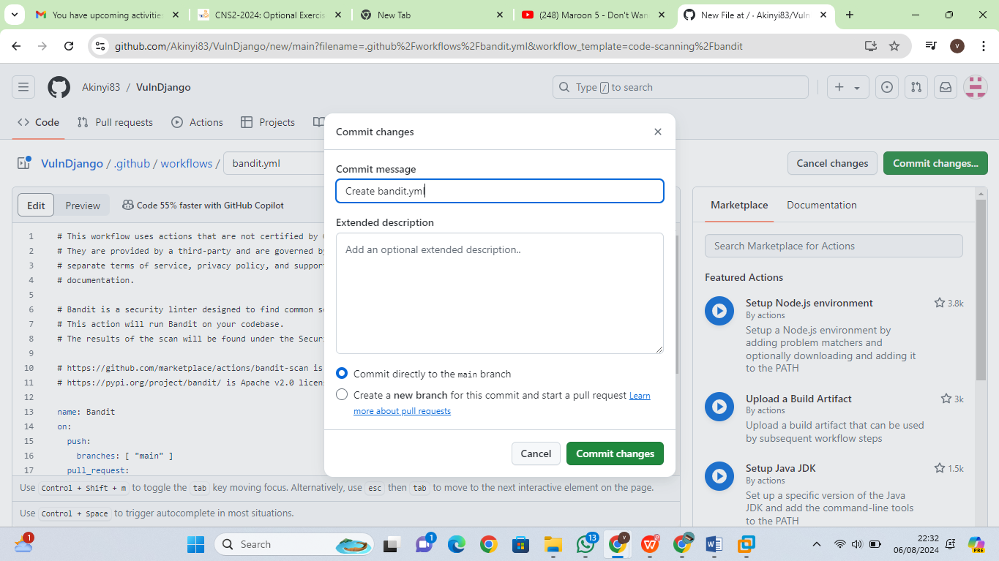 You have upcoming activitie
CNS2-2024: Optional Exercis
New Tab
(248) Maroon 5 - Don't Wan
New File at / · Akinyi83/Vuln
github.com/Akinyi83/VulnDjango/new/main?filename=.github%2Fworkflows%2Fbandit.yml&workflow_template=code-scanning%2Fbandit
V
Akinyi83 / VulnDjango
Type / to search
Code
Pull requests
Actions
Projects
VulnDjango / .github / workflows / bandit.yml
Cancel changes
Commit changes...
Edit
Preview
Code 55% faster with GitHub Copilot
1 # This workflow uses actions that are not certified by
2 # They are provided by a third-party and are governed by
3 # separate terms of service, privacy policy, and support
4 # documentation.
5
6 # Bandit is a security linter designed to find common
7 # This action will run Bandit on your codebase.
8 # The results of the scan will be found under the Securi
9
10 # https://github.com/marketplace/actions/bandit-scan is
11 # https://pypi.org/project/bandit/ is Apache v2.0 licen
12
13 name: Bandit
14 on:
15 push:
16 branches: [ "main" ]
17 pull_request:
Use Control + Shift + m to toggle the tab key moving focus. Alternatively, use esc then tab to move to the next interactive element on the page.
Use Control + Space to trigger autocomplete in most situations.
Commit changes
Commit message
Create bandit.yml
Extended description
Add an optional extended description..
Commit directly to the main branch
Create a new branch for this commit and start a pull request Learn
more about pull requests
Cancel
Commit changes
Marketplace
Documentation
Search Marketplace for Actions
Featured Actions
Setup Node.js environment
3.8k
By actions
Setup a Node.js environment by
adding problem matchers and
optionally downloading and adding it
to the PATH
Upload a Build Artifact
3k
By actions
Upload a build artifact that can be used
by subsequent workflow steps
Setup Java JDK
1.5k
By actions
Set up a specific version of the Java
JDK and add the command-line tools
to the PATH
1
Search
1
13
22:32
06/08/2024
PRE